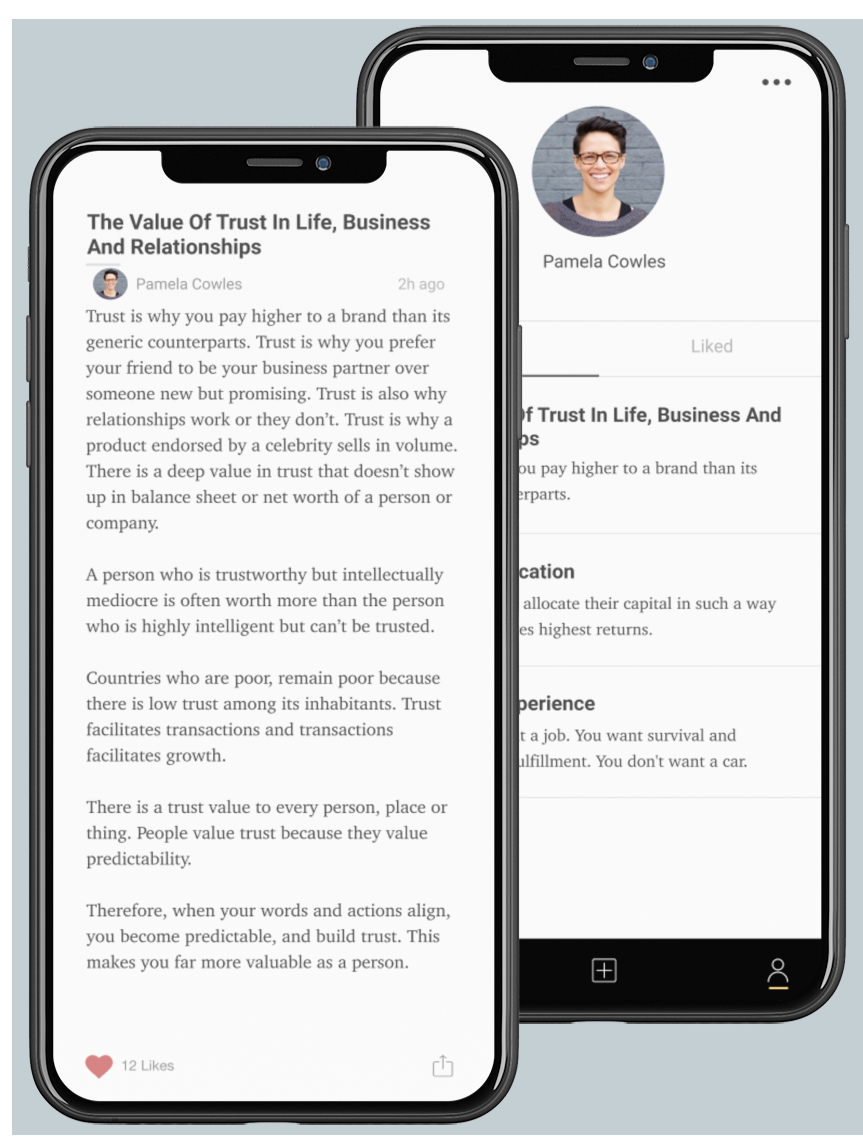 The Value Of Trust In Life, Business
And Relationships
Pamela Cowles
2h ago
Trust is why you pay higher to a brand than its
generic counterparts. Trust is why you prefer
your friend to be your business partner over
someone new but promising. Trust is also why
relationships work or they don’t. Trust is why a
product endorsed by a celebrity sells in volume.
There is a deep value in trust that doesn’t show
up in balance sheet or net worth of a person or
company.
A person who is trustworthy but intellectually
mediocre is often worth more than the person
who is highly intelligent but can’t be trusted.
Countries who are poor, remain poor because
there is low trust among its inhabitants. Trust
facilitates transactions and transactions
facilitates growth.
There is a trust value to every person, place or
thing. People value trust because they value
predictability.
Therefore, when your words and actions align,
you become predictable, and build trust. This
makes you far more valuable as a person.
12 Likes
Pamela Cowles
Liked
Of Trust In Life, Business And
ps
ou pay higher to a brand than its
erparts.
cation
allocate their capital in such a way
es highest returns.
perience
t a job. You want survival and
ulfillment. You don't want a car.